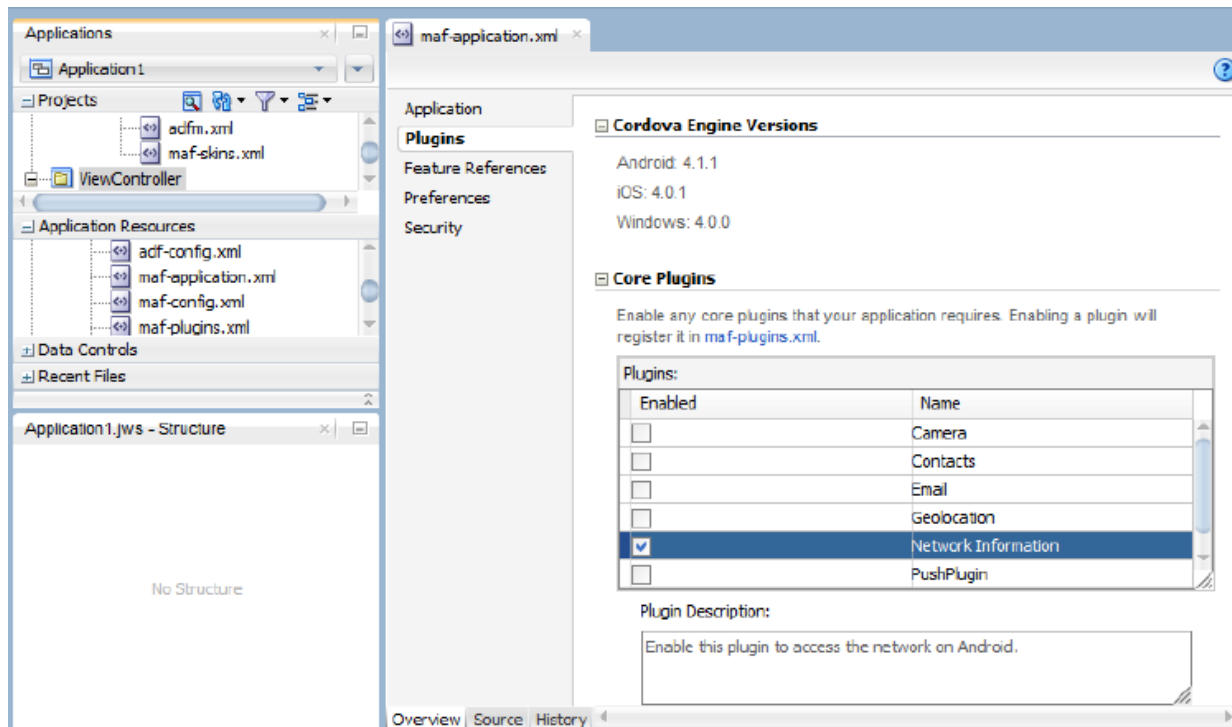 Applications
Application1
Projects
adfm.xml
maf-skins.xml
ViewController
Application Resources
adf-config.xml
maf-application.xml
maf-config.xml
maf-plugins.xml
Data Controls
Recent Files
Application1.jws - Structure
No Structure
maf-application.xml
Application
Plugins
Feature References
Preferences
Security
Cordova Engine Versions
Android: 4.1.1
iOS: 4.0.1
Windows: 4.0.0
Core Plugins
Enable any core plugins that your application requires. Enabling a plugin will
register it in maf-plugins.xml.
Plugins:
Enabled Name
Camera
Contacts
Email
Geolocation
Network Information
PushPlugin
Plugin Description:
Enable this plugin to access the network on Android.
Overview Source History